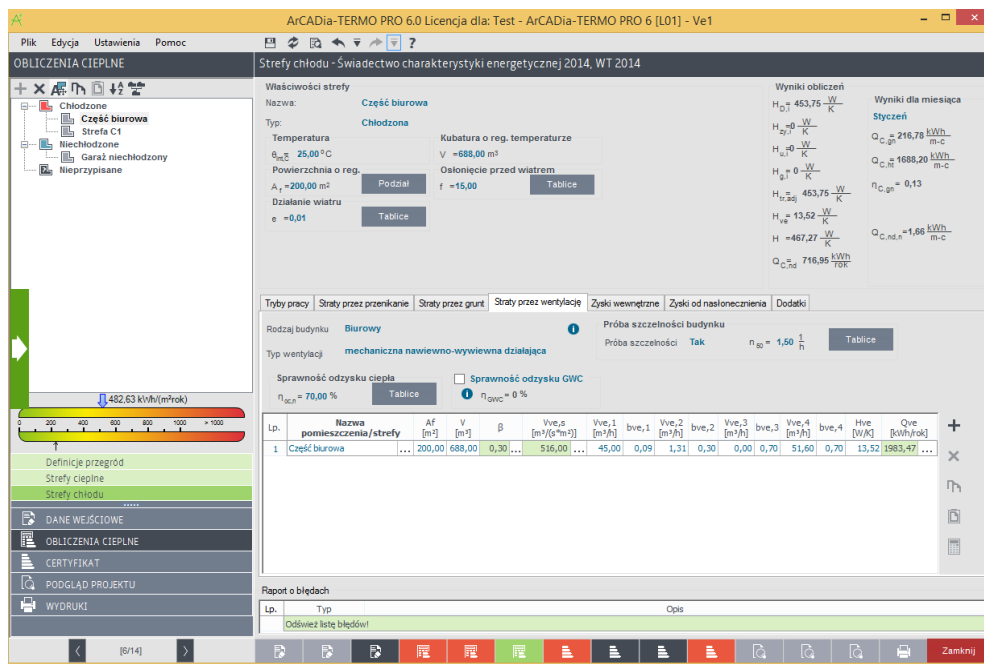 ArCADia-TERMO PRO 6.0 Licencja dla: Test - ArCADia-TERMO PRO 6 [L01] - Ve1
Plik Edycja Ustawienia Pomoc
OBLICZENIA CIEPLNE
Strefy chłodu - Świadectwo charakterystyki energetycznej 2014, WT 2014
Chłodzone
Część biurowa
Strefa C1
Niechłodzone
Garaż niechłodzony
Nieprzypisane
482,63 kWh/(m²rok)
0 200 400 600 800 1000 > 1000
Definicje przegród
Strefy cieplne
Strefy chłodu
DANE WEJŚCIOWE
OBLICZENIA CIEPLNE
CERTYFIKAT
PODGLĄD PROJEKTU
WYDRUKI
[6/14]
Właściwości strefy
Nazwa: Część biurowa
Typ: Chłodzona
Temperatura
θint,C = 25,00 °C
Kubatura o reg. temperaturze
V =688,00 m³
Powierzchnia o reg.
Af =200,00 m²
Podział
Osłonięcie przed wiatrem
f =15,00
Tablice
Działanie wiatru
e =0,01
Tablice
Wyniki obliczeń
HD,i = 453,75 W/K
Hzy,i =0 W/K
Hu,i =0 W/K
Hg,i = 0 W/K
Htr,adj = 453,75 W/K
Hve = 13,52 W/K
H =467,27 W/K
QC,nd = 716,95 kWh/rok
Wyniki dla miesiąca
Styczeń
QC,gn = 216,78 kWh/m-c
QC,ht = 1688,20 kWh/m-c
ηC,gn = 0,13
QC,nd,n =1,66 kWh/m-c
Tryby pracy Straty przez przenikanie Straty przez grunt Straty przez wentylację Zyski wewnętrzne Zyski od nasłonecznienia Dodatki
Rodzaj budynku Biurowy
Typ wentylacji mechaniczna nawiewno-wywiewna działająca
Próba szczelności budynku
Próba szczelności Tak n50 = 1,50 1/h
Tablice
Sprawność odzysku ciepła
ηoc,n = 70,00 %
Tablice
Sprawność odzysku GWC
ηGWC = 0 %
Lp. Nazwa pomieszczenia/strefy Af [m²] V [m³] β Vve,s [m³/(s*m²)] Vve,1 [m³/h] bve,1 Vve,2 [m³/h] bve,2 Vve,3 [m³/h] bve,3 Vve,4 [m³/h] bve,4 Hve [W/K] Qve [kWh/rok]
1 Część biurowa ... 200,00 688,00 0,30 ... 516,00 ... 45,00 0,09 1,31 0,30 0,00 0,70 51,60 0,70 13,52 1983,47 ...
Raport o błędach
Lp. Typ Opis
Odśwież listę błędów!
Zamknij